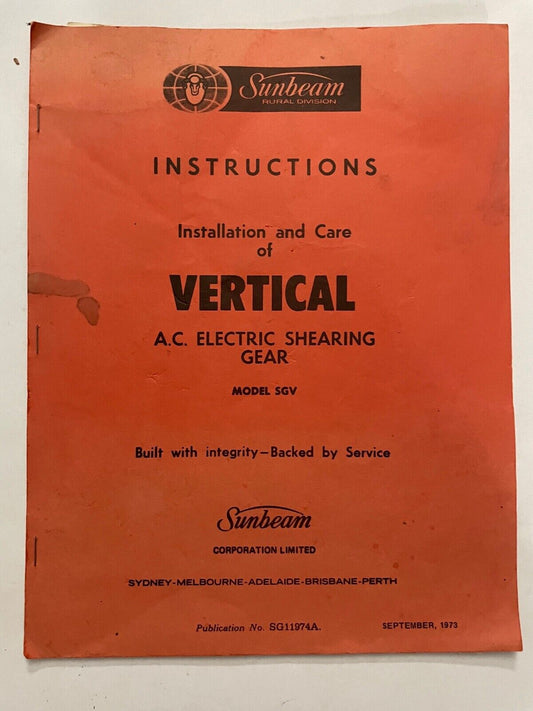 Sunbeam
RURAL DIVISION
INSTRUCTIONS
Installation and Care
of
VERTICAL
A.C. ELECTRIC SHEARING
GEAR
MODEL SGV
Built with integrity—Backed by Service
Sunbeam
CORPORATION LIMITED
SYDNEY-MELBOURNE-ADELAIDE-BRISBANE-PERTH
Publication No. SG11974A.
SEPTEMBER, 1973